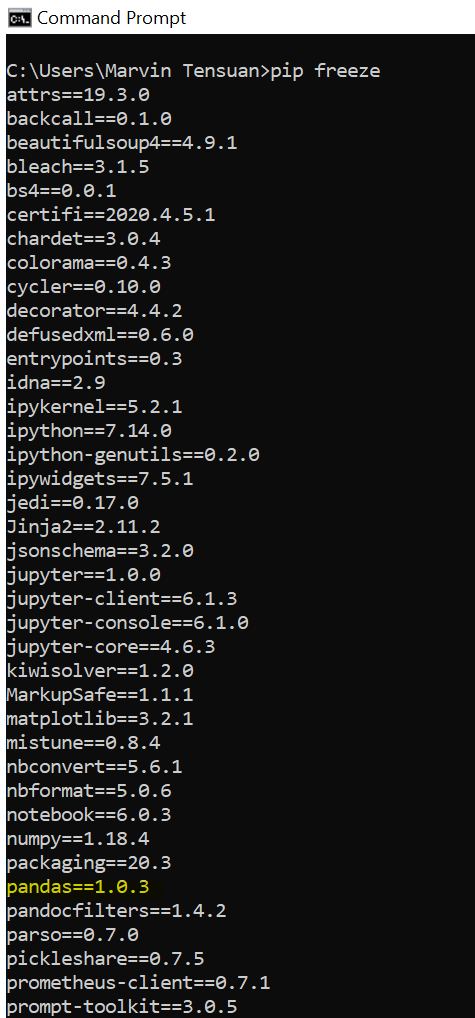 Command Prompt
C:\Users\Marvin Tensuan>pip freeze
attrs==19.3.0
backcall==0.1.0
beautifulsoup4==4.9.1
bleach==3.1.5
bs4==0.0.1
certifi==2020.4.5.1
chardet==3.0.4
colorama==0.4.3
cycler==0.10.0
decorator==4.4.2
defusedxml==0.6.0
entrypoints==0.3
idna==2.9
ipykernel==5.2.1
ipython==7.14.0
ipython-genutils==0.2.0
ipywidgets==7.5.1
jedi==0.17.0
Jinja2==2.11.2
jsonschema==3.2.0
jupyter==1.0.0
jupyter-client==6.1.3
jupyter-console==6.1.0
jupyter-core==4.6.3
kiwisolver==1.2.0
MarkupSafe==1.1.1
matplotlib==3.2.1
mistune==0.8.4
nbconvert==5.6.1
nbformat==5.0.6
notebook==6.0.3
numpy==1.18.4
packaging==20.3
pandas==1.0.3
pandocfilters==1.4.2
parso==0.7.0
pickleshare==0.7.5
prometheus-client==0.7.1
prompt-toolkit==3.0.5